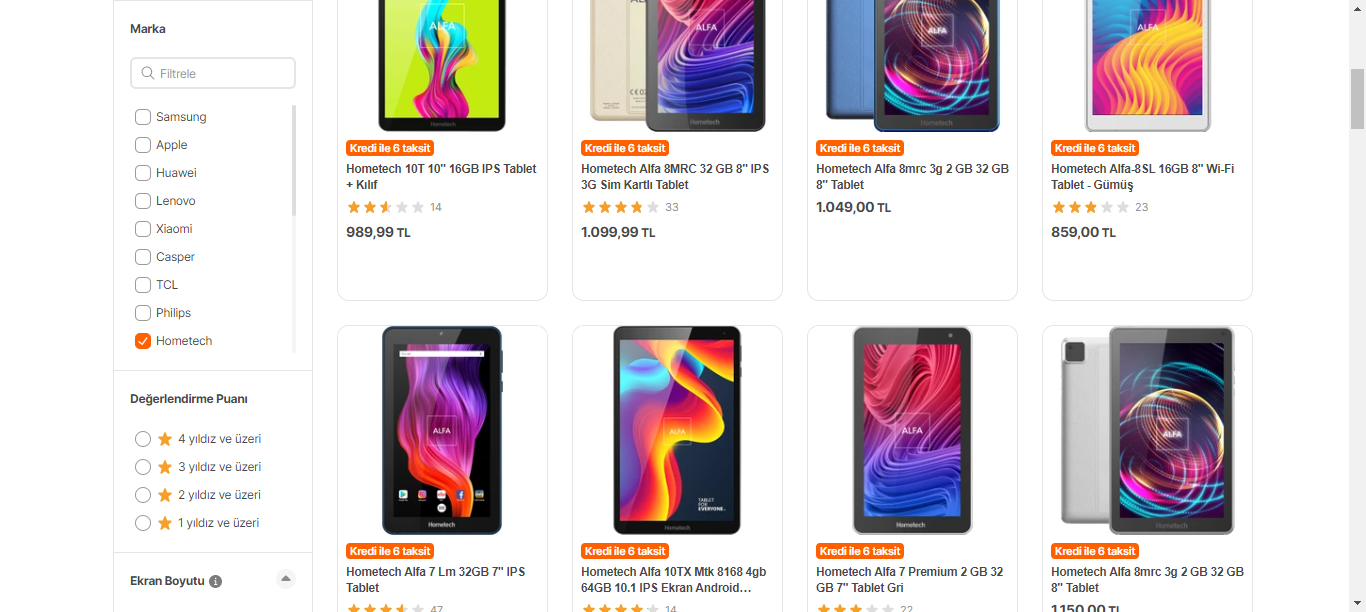 Marka
Filtrele
Samsung
Apple
Huawei
Lenovo
Xiaomi
Casper
TCL
Philips
Hometech
Değerlendirme Puanı
4 yıldız ve üzeri
3 yıldız ve üzeri
2 yıldız ve üzeri
1 yıldız ve üzeri
Ekran Boyutu
ALFA
Hometech
Kredi ile 6 taksit
Hometech 10T 10" 16GB IPS Tablet
+ Kılıf
14
989,99 TL
ALFA
Hometech
Kredi ile 6 taksit
Hometech Alfa 8MRC 32 GB 8" IPS
3G Sim Kartlı Tablet
33
1.099,99 TL
ALFA
Hometech
Kredi ile 6 taksit
Hometech Alfa 8mrc 3g 2 GB 32 GB
8" Tablet
1.049,00 TL
ALFA
Hometech
Kredi ile 6 taksit
Hometech Alfa-8SL 16GB 8" Wi-Fi
Tablet - Gümüş
23
859,00 TL
ALFA
Hometech
Kredi ile 6 taksit
Hometech Alfa 7 Lm 32GB 7" IPS
Tablet
47
ALFA
TABLET
FOR
EVERYONE.
Hometech
Kredi ile 6 taksit
Hometech Alfa 10TX Mtk 8168 4gb
64GB 10.1 IPS Ekran Android…
14
ALFA
Hometech
Kredi ile 6 taksit
Hometech Alfa 7 Premium 2 GB 32
GB 7" Tablet Gri
22
ALFA
Hometech
Kredi ile 6 taksit
Hometech Alfa 8mrc 3g 2 GB 32 GB
8" Tablet
1.150,00 TL